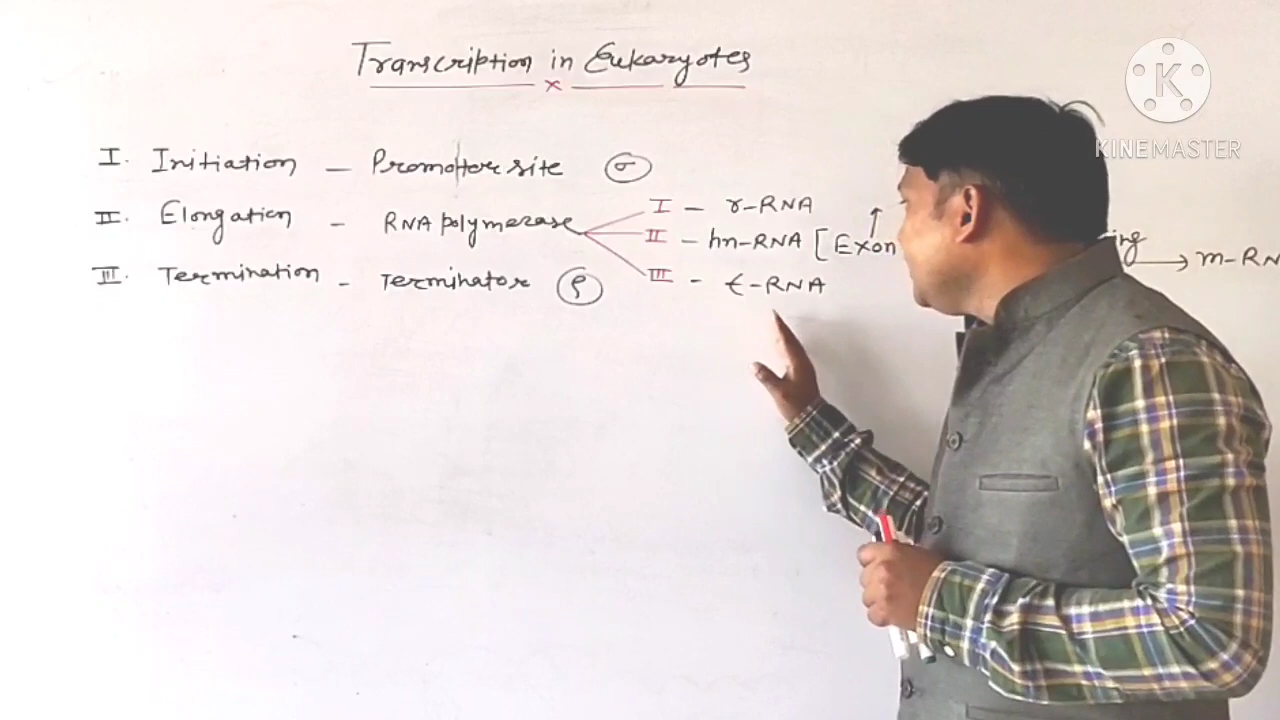 Transcription in Eukaryotes
x
I. Initiation - Promotor site σ
II. Elongation - RNA polymerase
I - r-RNA
II - hn-RNA [Exon
III - t-RNA
→ m-RN
III. Termination - Terminator ρ
K
KINEMASTER